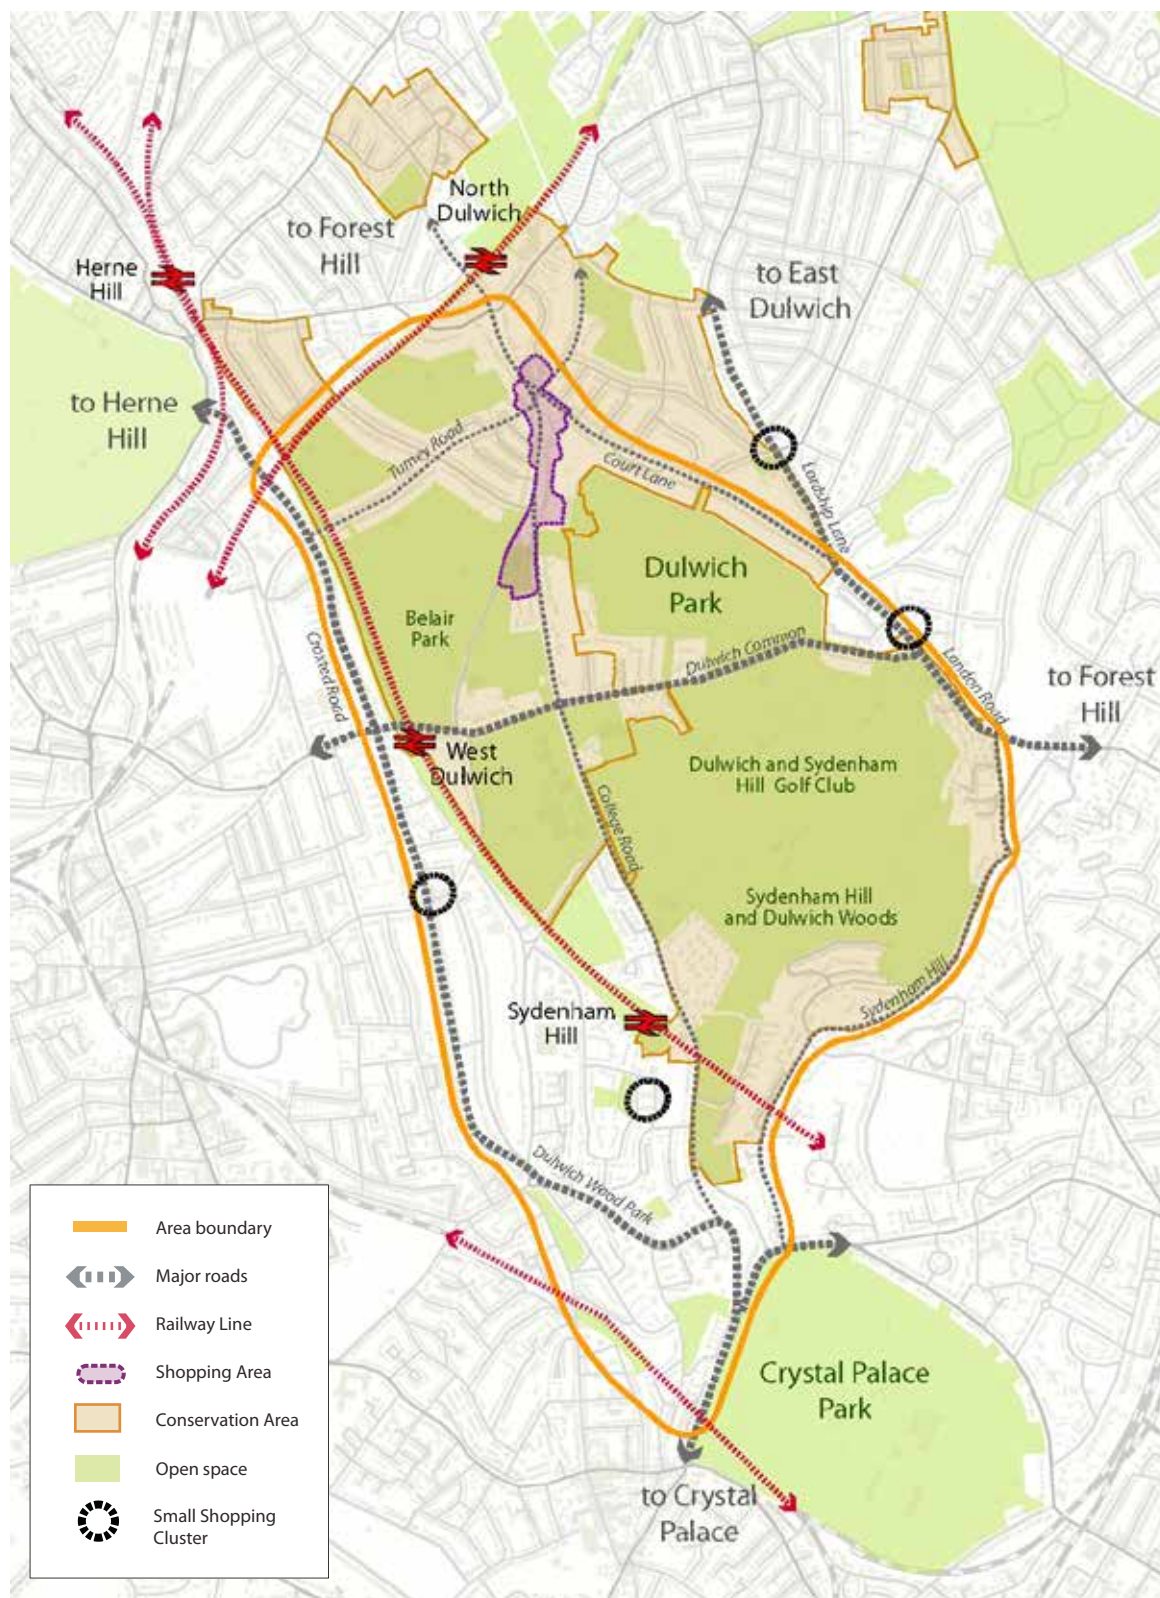 North
Dulwich
to Forest
Hill
Herne
Hill
to East
Dulwich
to Herne
Hill
Turney Road
Court Lane
Lordship Lane
Dulwich
Park
Belair
Park
Croxted Road
Dulwich Common
Landon Road
to Forest
Hill
West
Dulwich
Dulwich and Sydenham
Hill Golf Club
College Road
Sydenham Hill
and Dulwich Woods
Sydenham Hill
Sydenham
Hill
Dulwich Wood Park
Area boundary
Major roads
Railway Line
Shopping Area
Conservation Area
Open space
Small Shopping
Cluster
Crystal Palace
Park
to Crystal
Palace